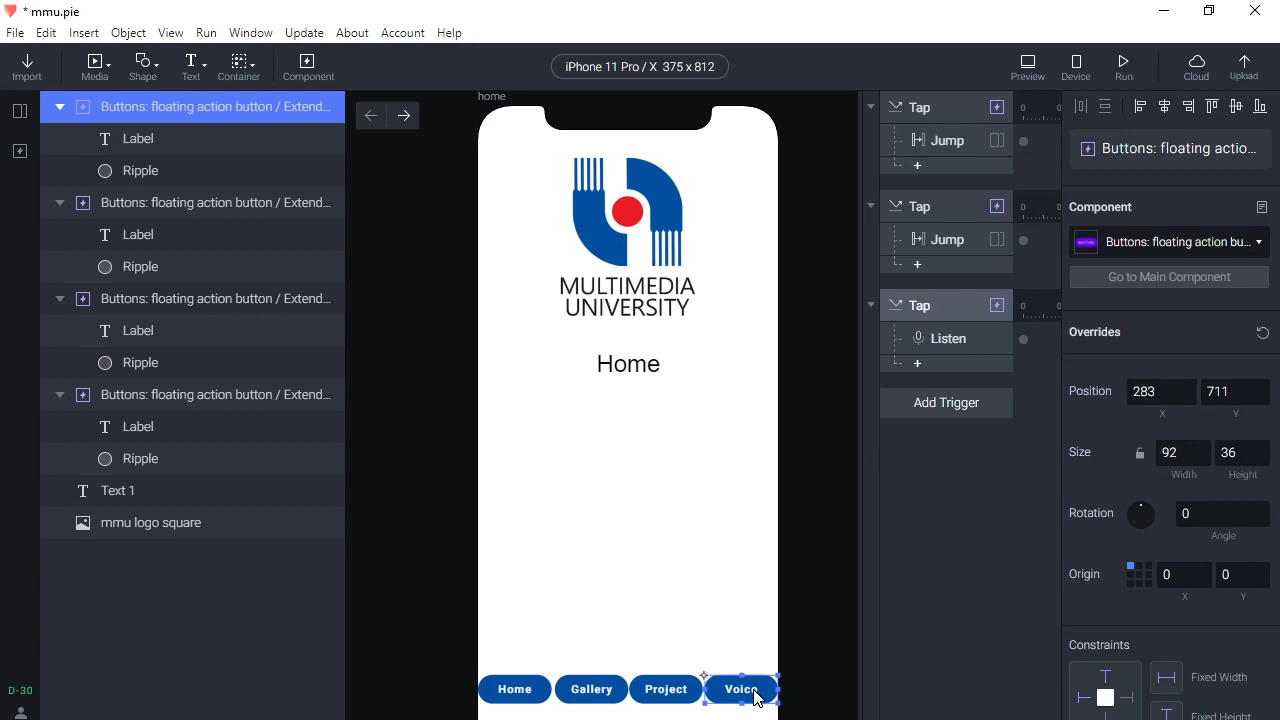 * mmu.pie
File Edit Insert Object View Run Window Update About Account Help
Import Media Shape Text Container Component
iPhone 11 Pro / X 375 x 812
Preview Device Run Cloud Upload
Buttons: floating action button / Extend...
Label
Ripple
Buttons: floating action button / Extend...
Label
Ripple
Buttons: floating action button / Extend...
Label
Ripple
Buttons: floating action button / Extend...
Label
Ripple
Text 1
mmu logo square
D-30
home
MULTIMEDIA
UNIVERSITY
Home
Home Gallery Project Voice
Tap 0
Jump
+
Tap 0
Jump
+
Tap 0
Listen
+
Add Trigger
Buttons: floating actio...
Component
Buttons: floating action bu...
Go to Main Component
Overrides
Position 283 711
X Y
Size 92 36
Width Height
Rotation 0
Angle
Origin 0 0
X Y
Constraints
Fixed Width
Fixed Height